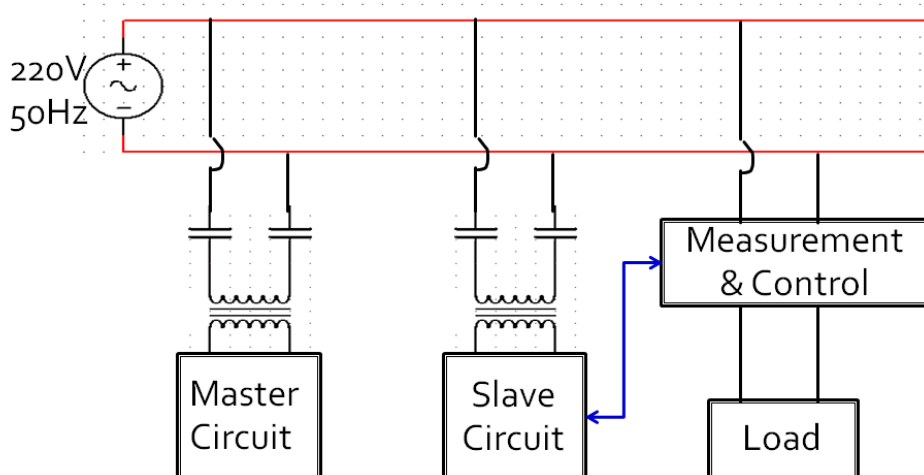 220V
50Hz
Measurement
& Control
Master
Circuit
Slave
Circuit
Load